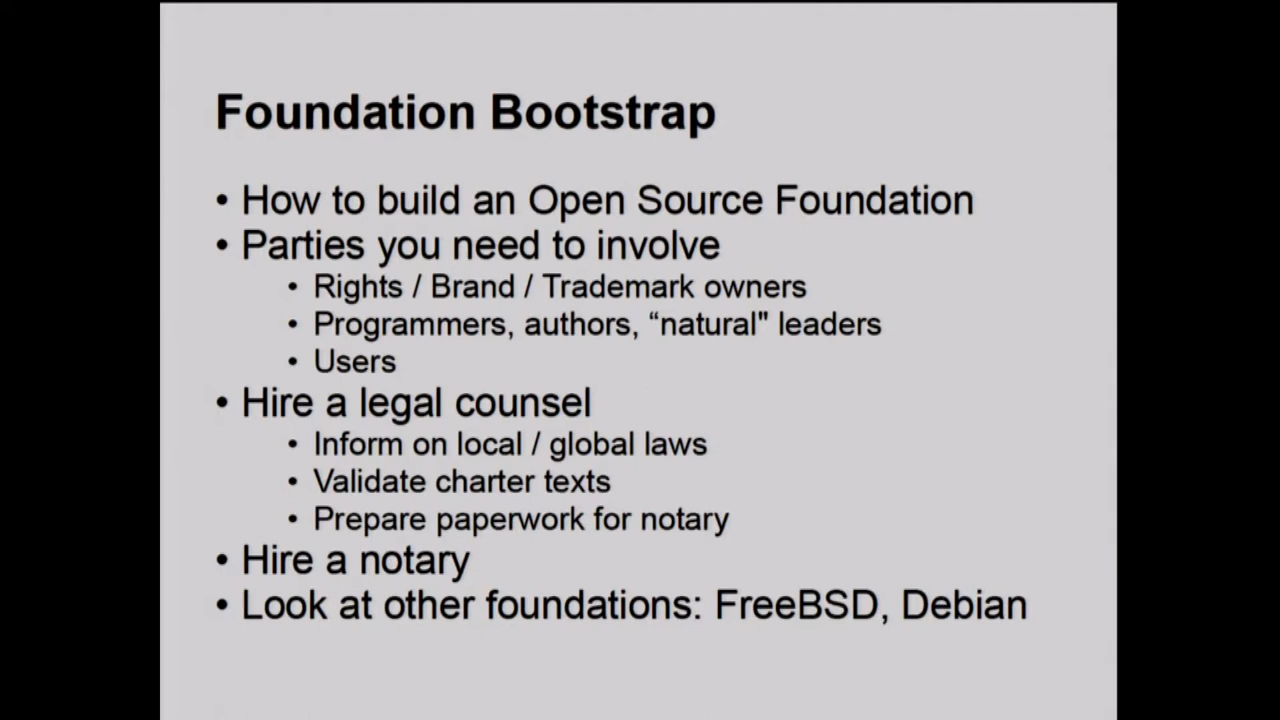 Foundation Bootstrap
• How to build an Open Source Foundation
• Parties you need to involve
• Rights / Brand / Trademark owners
• Programmers, authors, “natural" leaders
• Users
• Hire a legal counsel
• Inform on local / global laws
• Validate charter texts
• Prepare paperwork for notary
• Hire a notary
• Look at other foundations: FreeBSD, Debian